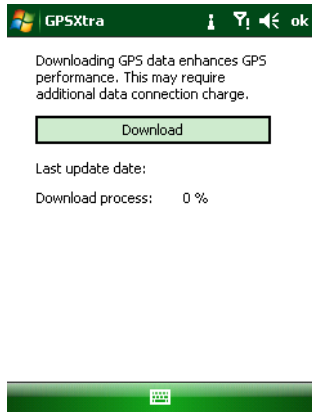 GPSXtra ok
Downloading GPS data enhances GPS
performance. This may require
additional data connection charge.
Download
Last update date:
Download process: 0 %